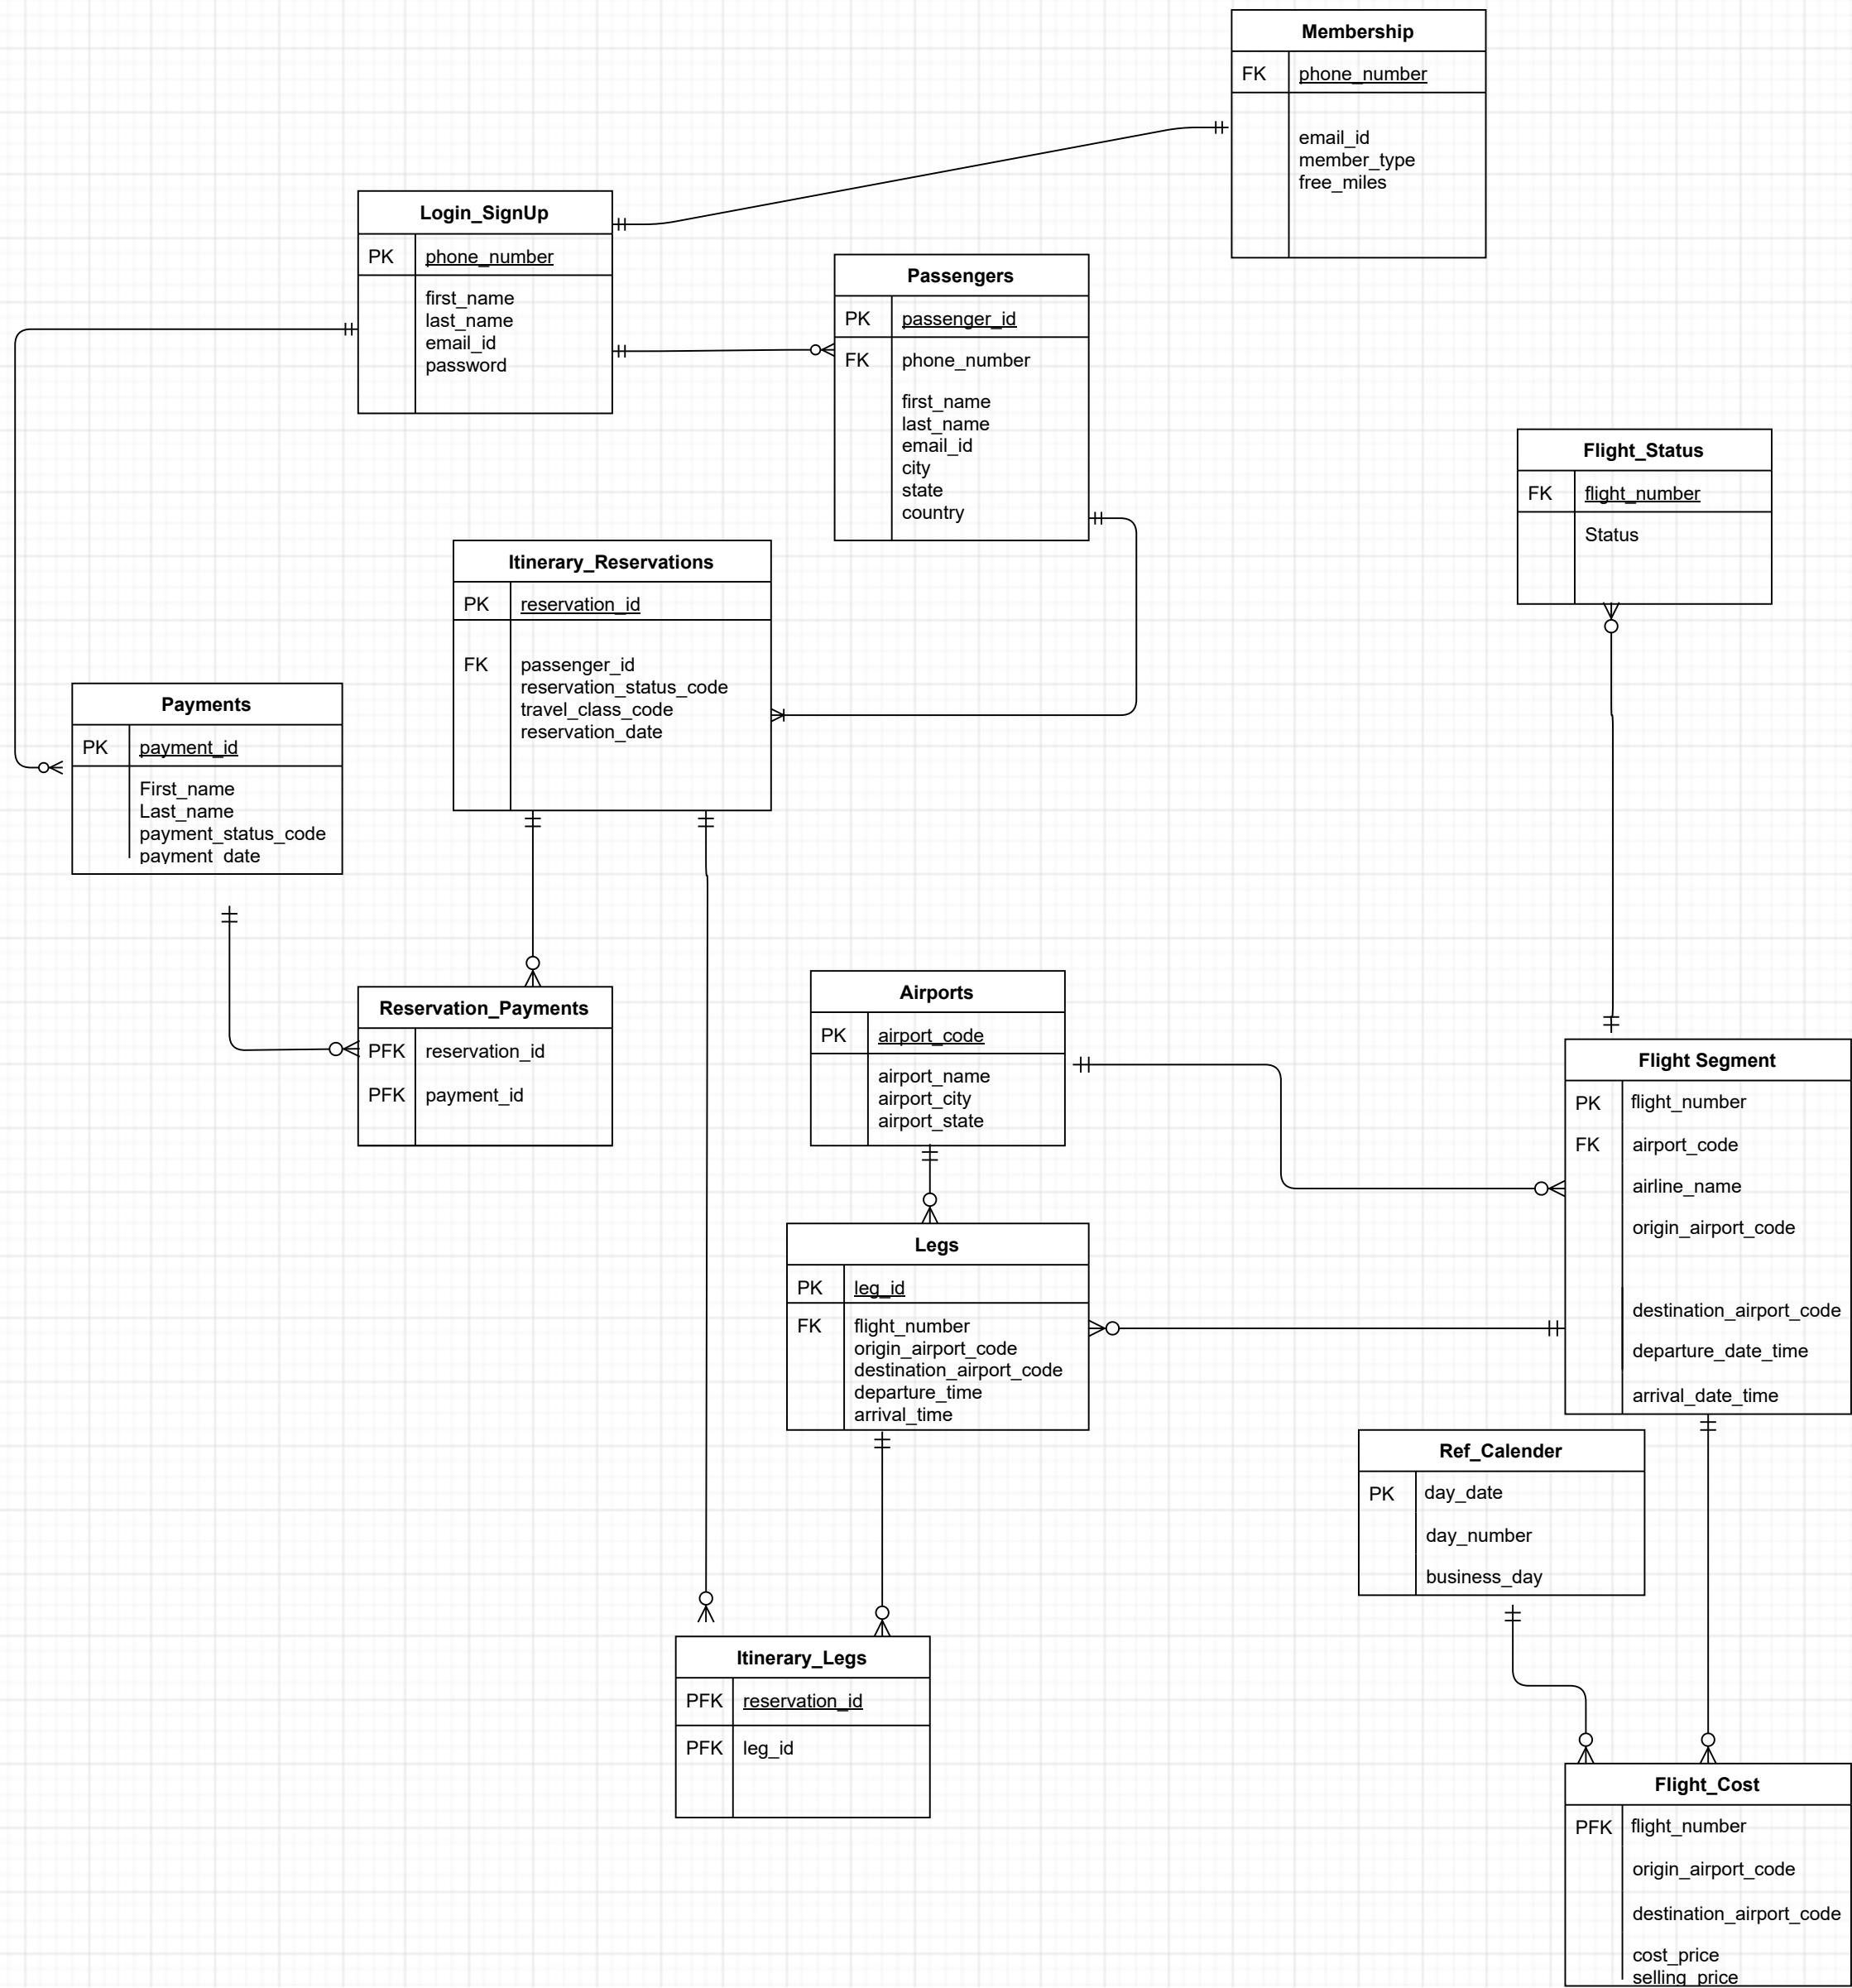 Membership
FK phone_number
email_id
member_type
free_miles
Login_SignUp
PK phone_number
first_name
last_name
email_id
password
Passengers
PK passenger_id
FK phone_number
first_name
last_name
email_id
city
state
country
Flight_Status
FK flight_number
Status
Itinerary_Reservations
PK reservation_id
FK passenger_id
reservation_status_code
travel_class_code
reservation_date
Payments
PK payment_id
First_name
Last_name
payment_status_code
payment_date
Reservation_Payments
PFK reservation_id
PFK payment_id
Airports
PK airport_code
airport_name
airport_city
airport_state
Flight Segment
PK flight_number
FK airport_code
airline_name
origin_airport_code
destination_airport_code
departure_date_time
arrival_date_time
Legs
PK leg_id
FK flight_number
origin_airport_code
destination_airport_code
departure_time
arrival_time
Ref_Calender
PK day_date
day_number
business_day
Itinerary_Legs
PFK reservation_id
PFK leg_id
Flight_Cost
PFK flight_number
origin_airport_code
destination_airport_code
cost_price
selling_price